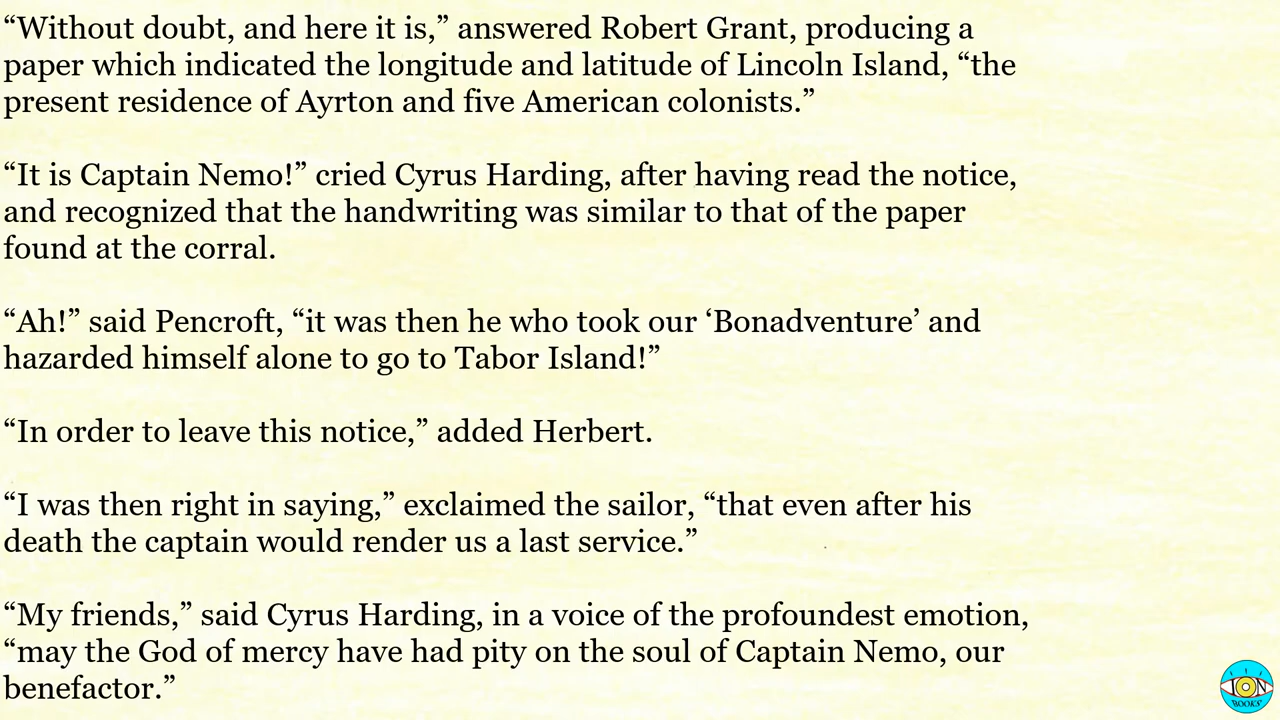 “Without doubt, and here it is,” answered Robert Grant, producing a
paper which indicated the longitude and latitude of Lincoln Island, “the
present residence of Ayrton and five American colonists.”
“It is Captain Nemo!” cried Cyrus Harding, after having read the notice,
and recognized that the handwriting was similar to that of the paper
found at the corral.
“Ah!” said Pencroft, “it was then he who took our ‘Bonadventure’ and
hazarded himself alone to go to Tabor Island!”
“In order to leave this notice,” added Herbert.
“I was then right in saying,” exclaimed the sailor, “that even after his
death the captain would render us a last service.”
“My friends,” said Cyrus Harding, in a voice of the profoundest emotion,
“may the God of mercy have had pity on the soul of Captain Nemo, our
benefactor.”
ION
BOOKS